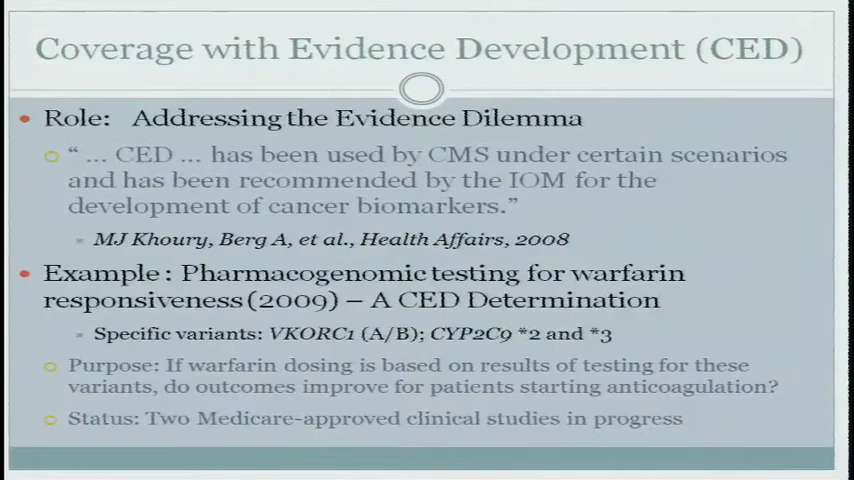 Coverage with Evidence Development (CED)
• Role: Addressing the Evidence Dilemma
“ ... CED ... has been used by CMS under certain scenarios
and has been recommended by the IOM for the
development of cancer biomarkers.”
MJ Khoury, Berg A, et al., Health Affairs, 2008
• Example : Pharmacogenomic testing for warfarin
responsiveness (2009) – A CED Determination
Specific variants: VKORC1 (A/B); CYP2C9 *2 and *3
Purpose: If warfarin dosing is based on results of testing for these
variants, do outcomes improve for patients starting anticoagulation?
Status: Two Medicare-approved clinical studies in progress